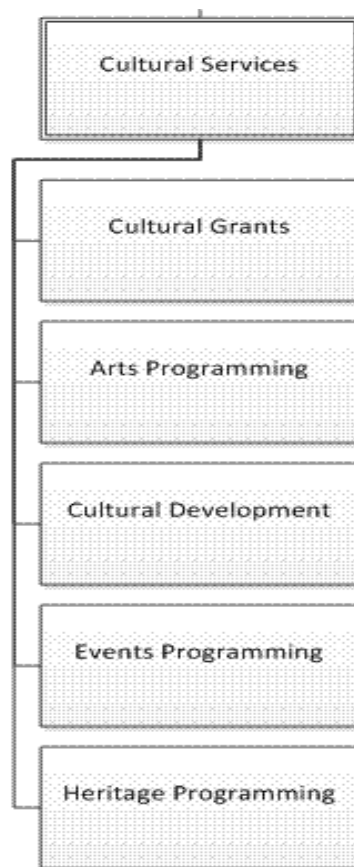 Cultural Services
Cultural Grants
Arts Programming
Cultural Development
Events Programming
Heritage Programming